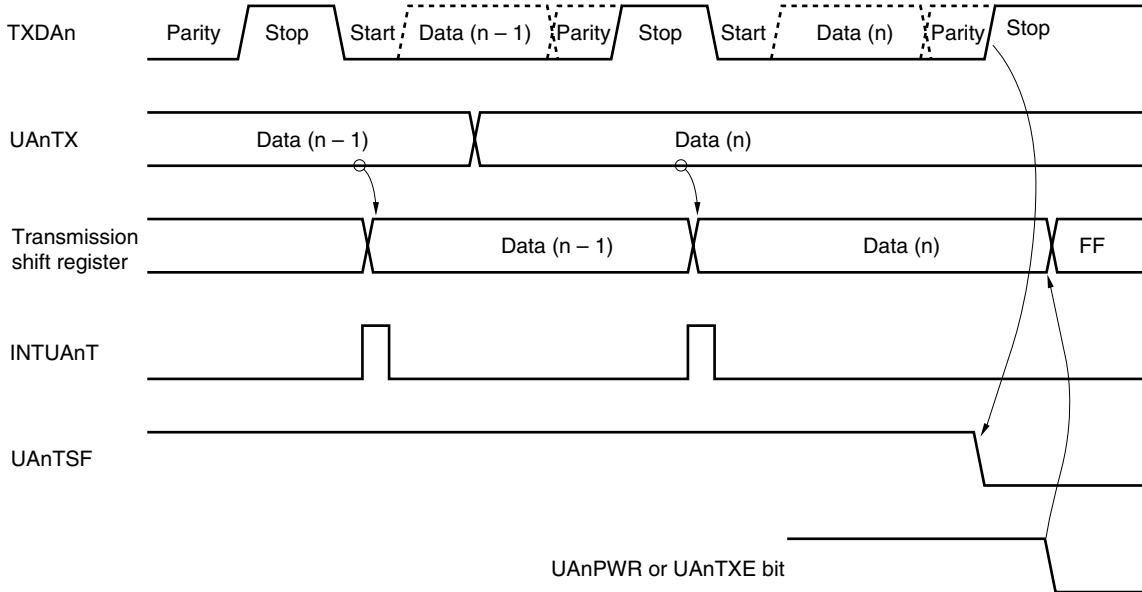 TXDAn Parity Stop Start Data (n – 1) Parity Stop Start Data (n) Parity Stop
UAnTX Data (n – 1) Data (n)
Transmission
shift register Data (n – 1) Data (n) FF
INTUAnT
UAnTSF
UAnPWR or UAnTXE bit